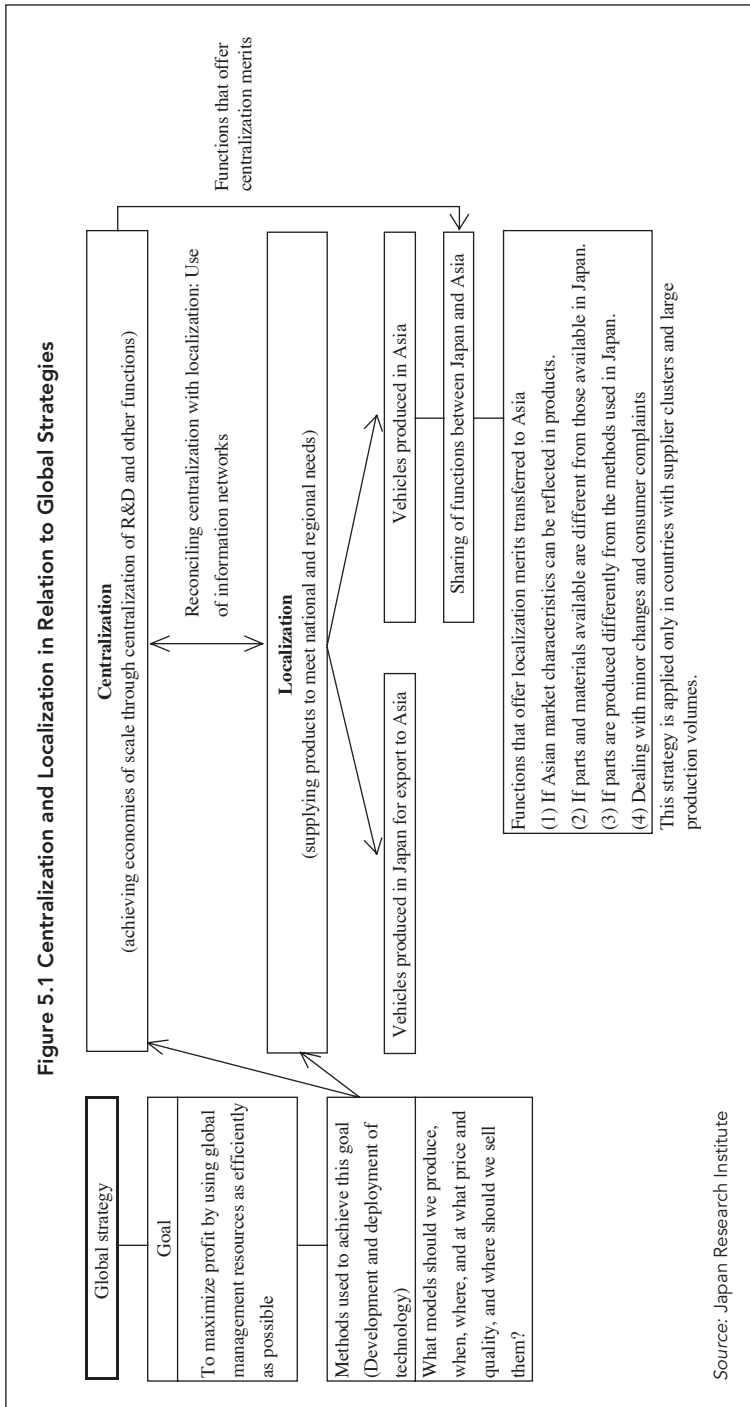 Figure 5.1 Centralization and Localization in Relation to Global Strategies
Global strategy
Goal
To maximize profit by using global
management resources as efficiently
as possible
Methods used to achieve this goal
(Development and deployment of
technology)
What models should we produce,
when, where, and at what price and
quality, and where should we sell
them?
Centralization
(achieving economies of scale through centralization of R&D and other functions)
Reconciling centralization with localization: Use
of information networks
Functions that offer
centralization merits
Localization
(supplying products to meet national and regional needs)
Vehicles produced in Japan for export to Asia
Vehicles produced in Asia
Sharing of functions between Japan and Asia
Functions that offer localization merits transferred to Asia
(1) If Asian market characteristics can be reflected in products.
(2) If parts and materials available are different from those available in Japan.
(3) If parts are produced differently from the methods used in Japan.
(4) Dealing with minor changes and consumer complaints
This strategy is applied only in countries with supplier clusters and large
production volumes.
Source: Japan Research Institute